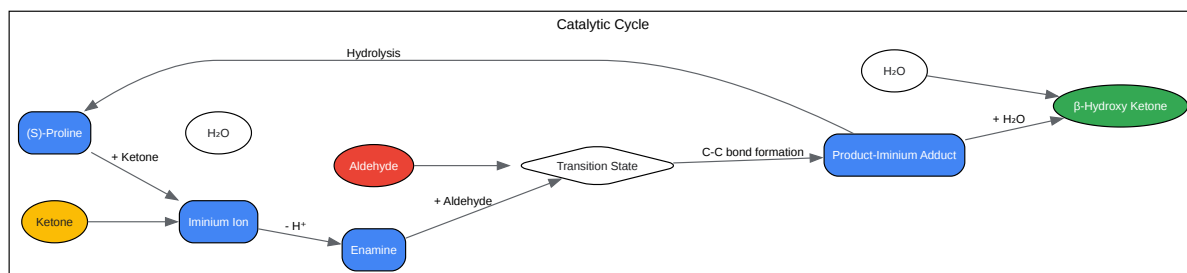 Catalytic Cycle
Hydrolysis
H₂O
(S)-Proline
H₂O
β-Hydroxy Ketone
+ H₂O
+ Ketone
Aldehyde
Transition State
C-C bond formation
Product-Iminium Adduct
+ Aldehyde
Ketone
Iminium Ion
- H⁺
Enamine